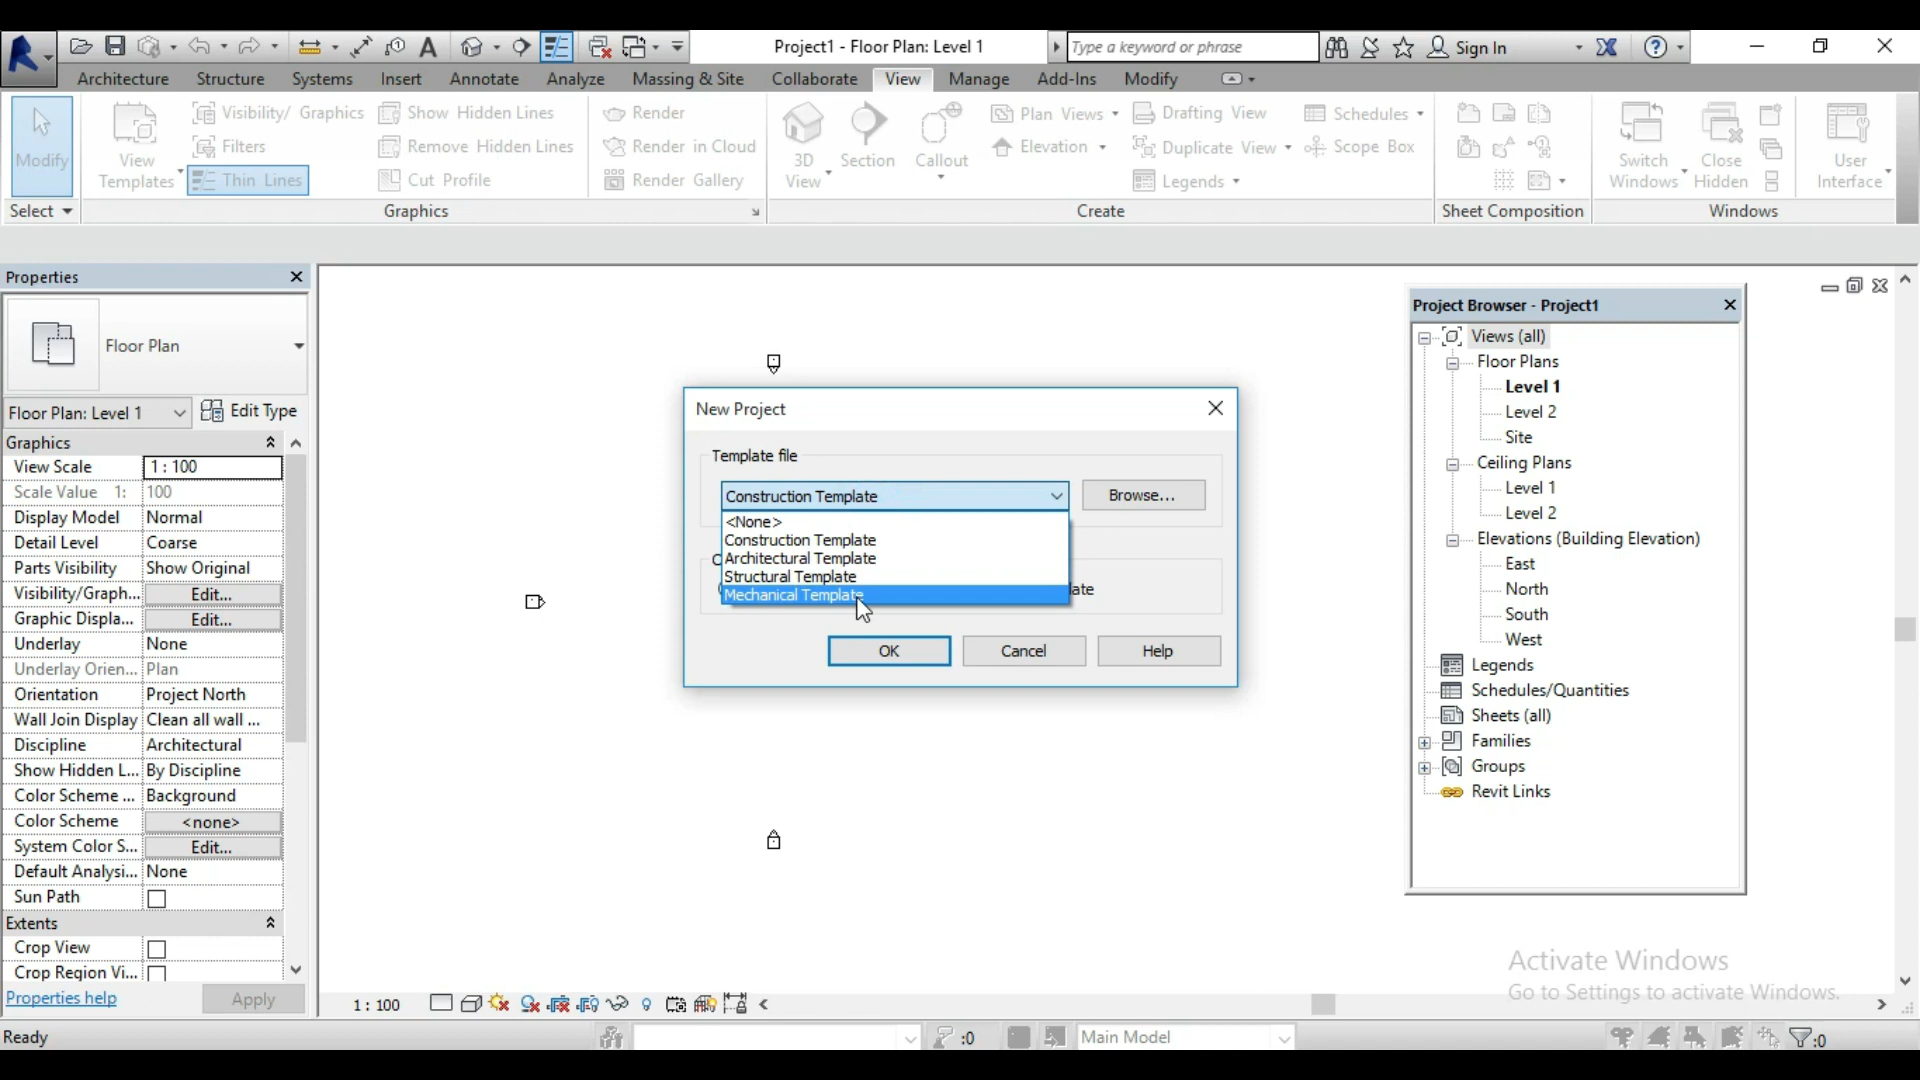 Project1 - Floor Plan: Level 1
Type a keyword or phrase
Sign In
Architecture Structure Systems Insert Annotate Analyze Massing & Site Collaborate View Manage Add-Ins Modify
Modify
View Templates
Visibility/ Graphics
Filters
Thin Lines
Show Hidden Lines
Remove Hidden Lines
Cut Profile
Render
Render in Cloud
Render Gallery
3D View
Section
Callout
Plan Views
Elevation
Drafting View
Duplicate View
Legends
Schedules
Scope Box
Switch Windows
Close Hidden
User Interface
Select
Graphics
Create
Sheet Composition
Windows
Properties
Floor Plan
Floor Plan: Level 1
Edit Type
Graphics
View Scale 1 : 100
Scale Value 1: 100
Display Model Normal
Detail Level Coarse
Parts Visibility Show Original
Visibility/Graph... Edit...
Graphic Displa... Edit...
Underlay None
Underlay Orien... Plan
Orientation Project North
Wall Join Display Clean all wall ...
Discipline Architectural
Show Hidden L... By Discipline
Color Scheme ... Background
Color Scheme <none>
System Color S... Edit...
Default Analysi... None
Sun Path
Extents
Crop View
Crop Region Vi...
Properties help
Apply
New Project
Template file
Construction Template
Browse...
<None>
Construction Template
Architectural Template
Structural Template
Mechanical Template
OK
Cancel
Help
Project Browser - Project1
Views (all)
Floor Plans
Level 1
Level 2
Site
Ceiling Plans
Level 1
Level 2
Elevations (Building Elevation)
East
North
South
West
Legends
Schedules/Quantities
Sheets (all)
Families
Groups
Revit Links
Activate Windows
Go to Settings to activate Windows.
1 : 100
Ready
:0
Main Model
:0